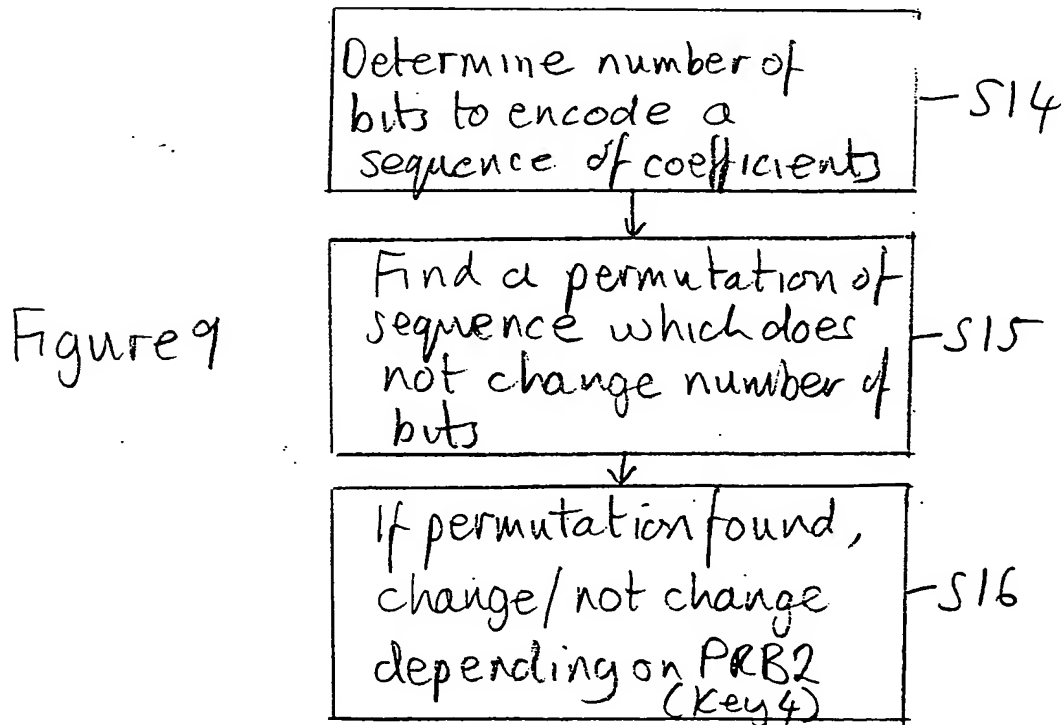 Determine number of
bits to encode a
sequence of coefficients
S14
Find a permutation of
sequence which does
not change number of
bits
S15
Figure 9
If permutation found,
change/not change
depending on PRB2
(Key 4)
S16